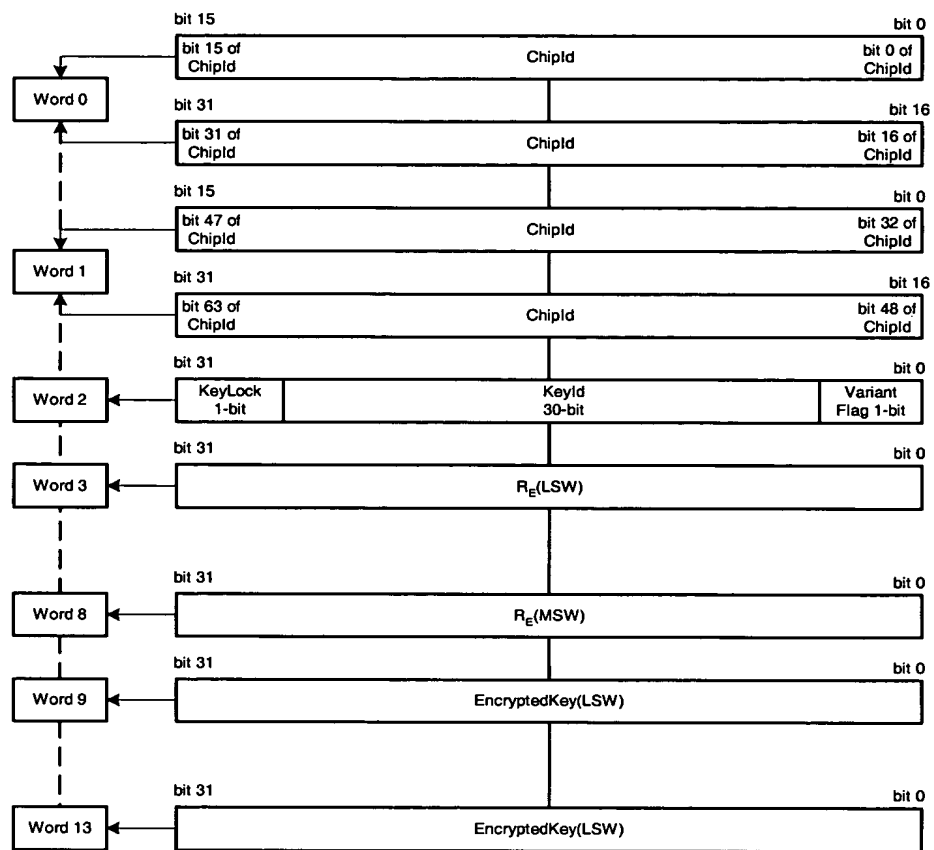 bit 15
bit 0
bit 15 of
ChipId
ChipId
bit 0 of
ChipId
Word 0
bit 31
bit 16
bit 31 of
ChipId
ChipId
bit 16 of
ChipId
bit 15
bit 0
bit 47 of
ChipId
ChipId
bit 32 of
ChipId
Word 1
bit 31
bit 16
bit 63 of
ChipId
ChipId
bit 48 of
ChipId
bit 31
bit 0
Word 2
KeyLock
1-bit
KeyId
30-bit
Variant
Flag 1-bit
bit 31
bit 0
Word 3
RE(LSW)
bit 31
bit 0
Word 8
RE(MSW)
bit 31
bit 0
Word 9
EncryptedKey(LSW)
bit 31
bit 0
Word 13
EncryptedKey(LSW)